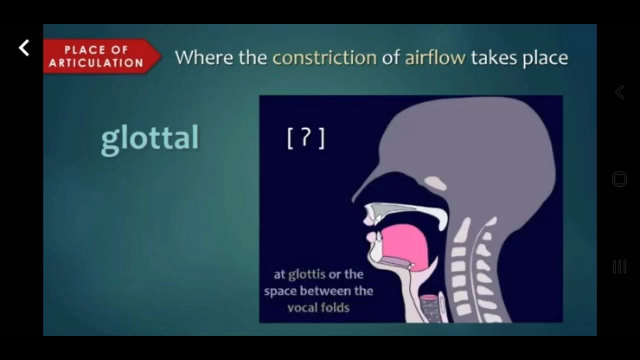 PLACE OF
ARTICULATION
Where the constriction of airflow takes place
glottal
[ʔ]
at glottis or the
space between the
vocal folds